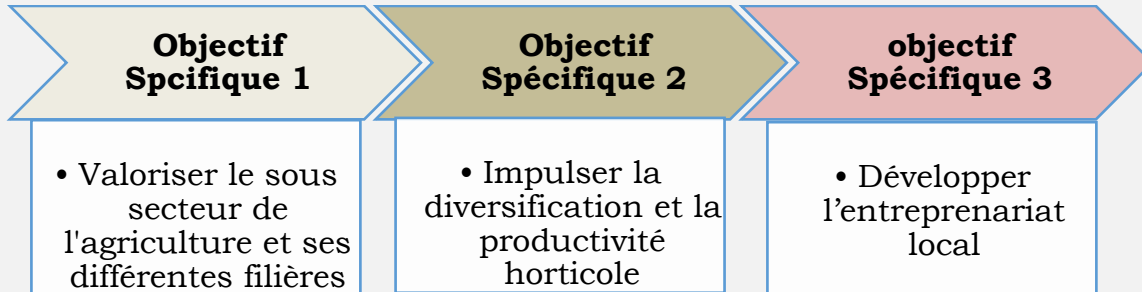 Objectif
Spcifique 1
• Valoriser le sous
secteur de
l'agriculture et ses
différentes filières
Objectif
Spécifique 2
• Impulser la
diversification et la
productivité
horticole
objectif
Spécifique 3
• Développer
l’entreprenariat
local